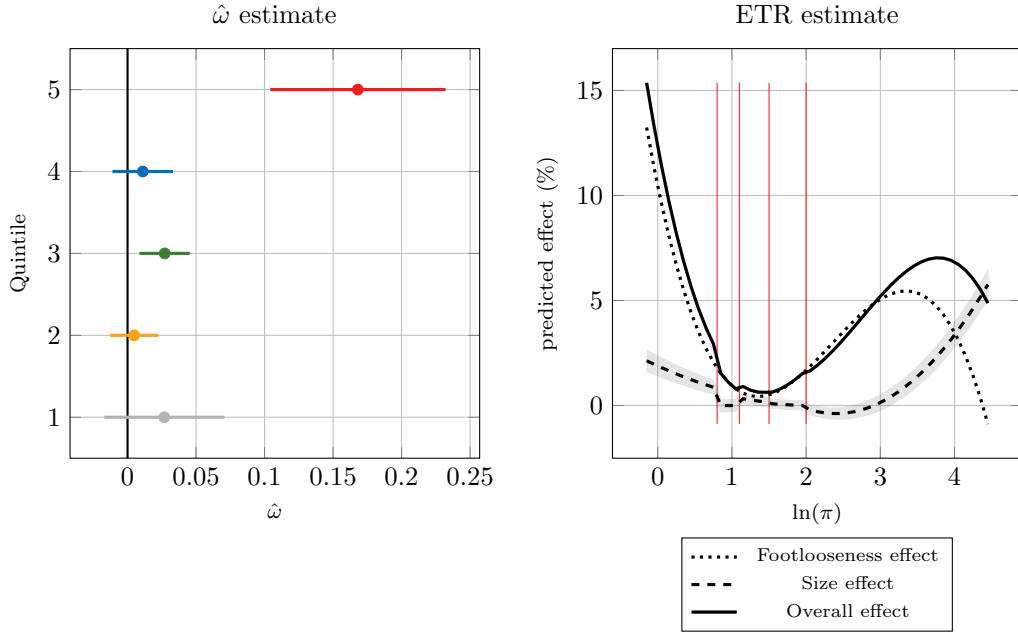 ω̂ estimate
5
4
3
2
1
Quintile
0
0.05
0.1
0.15
0.2
0.25
ω̂
ETR estimate
15
10
5
0
predicted effect (%)
0
1
2
3
4
ln(π)
Footlooseness effect
Size effect
Overall effect